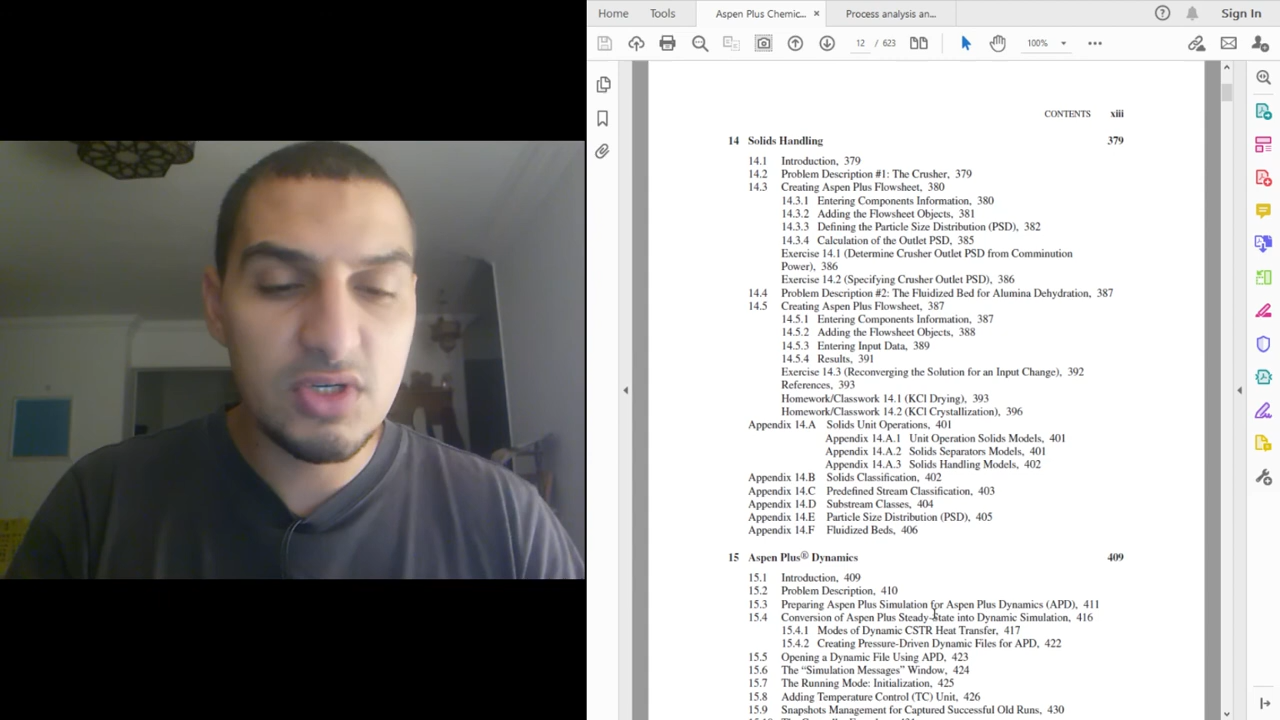 Home Tools Aspen Plus Chemic... × Process analysis an... Sign In
12 / 623 100%
CONTENTS xiii
14 Solids Handling 379
14.1 Introduction, 379
14.2 Problem Description #1: The Crusher, 379
14.3 Creating Aspen Plus Flowsheet, 380
14.3.1 Entering Components Information, 380
14.3.2 Adding the Flowsheet Objects, 381
14.3.3 Defining the Particle Size Distribution (PSD), 382
14.3.4 Calculation of the Outlet PSD, 385
Exercise 14.1 (Determine Crusher Outlet PSD from Comminution
Power), 386
Exercise 14.2 (Specifying Crusher Outlet PSD), 386
14.4 Problem Description #2: The Fluidized Bed for Alumina Dehydration, 387
14.5 Creating Aspen Plus Flowsheet, 387
14.5.1 Entering Components Information, 387
14.5.2 Adding the Flowsheet Objects, 388
14.5.3 Entering Input Data, 389
14.5.4 Results, 391
Exercise 14.3 (Reconverging the Solution for an Input Change), 392
References, 393
Homework/Classwork 14.1 (KCl Drying), 393
Homework/Classwork 14.2 (KCl Crystallization), 396
Appendix 14.A Solids Unit Operations, 401
Appendix 14.A.1 Unit Operation Solids Models, 401
Appendix 14.A.2 Solids Separators Models, 401
Appendix 14.A.3 Solids Handling Models, 402
Appendix 14.B Solids Classification, 402
Appendix 14.C Predefined Stream Classification, 403
Appendix 14.D Substream Classes, 404
Appendix 14.E Particle Size Distribution (PSD), 405
Appendix 14.F Fluidized Beds, 406
15 Aspen Plus® Dynamics 409
15.1 Introduction, 409
15.2 Problem Description, 410
15.3 Preparing Aspen Plus Simulation for Aspen Plus Dynamics (APD), 411
15.4 Conversion of Aspen Plus Steady-State into Dynamic Simulation, 416
15.4.1 Modes of Dynamic CSTR Heat Transfer, 417
15.4.2 Creating Pressure-Driven Dynamic Files for APD, 422
15.5 Opening a Dynamic File Using APD, 423
15.6 The “Simulation Messages” Window, 424
15.7 The Running Mode: Initialization, 425
15.8 Adding Temperature Control (TC) Unit, 426
15.9 Snapshots Management for Captured Successful Old Runs, 430